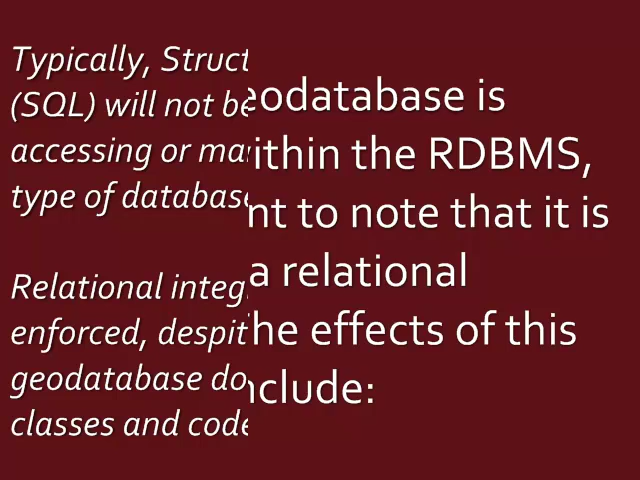 Typically, Struct
(SQL) will not be
accessing or ma
type of database
Relational integ
enforced, despit
geodatabase do
classes and code
eodatabase is
ithin the RDBMS,
nt to note that it is
a relational
he effects of this
nclude: